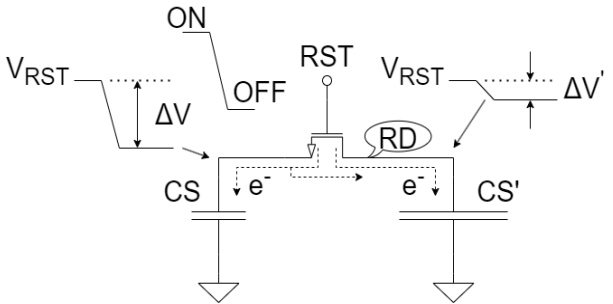 ON
OFF
V_RST
ΔV
RST
V_RST
ΔV'
RD
CS
e-
e-
CS'